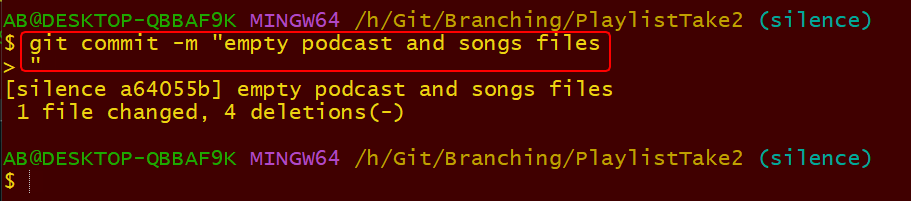 AB@DESKTOP-QBBAF9K MINGW64 /h/Git/Branching/PlaylistTake2 (silence)
$ git commit -m "empty podcast and songs files
> "
[silence a64055b] empty podcast and songs files
 1 file changed, 4 deletions(-)
AB@DESKTOP-QBBAF9K MINGW64 /h/Git/Branching/PlaylistTake2 (silence)
$